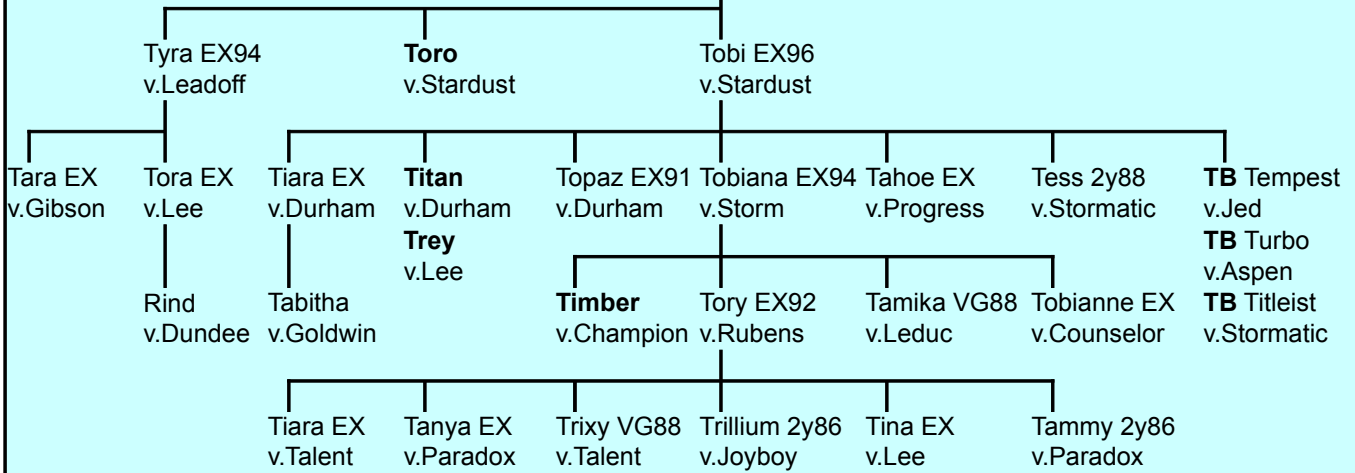 Tyra EX94 Toro Tobi EX96
v.Leadoff v.Stardust v.Stardust
Tara EX Tora EX Tiara EX Titan Topaz EX91 Tobiana EX94 Tahoe EX Tess 2y88 TB Tempest
v.Gibson v.Lee v.Durham v.Durham v.Durham v.Storm v.Progress v.Stormatic v.Jed
Trey TB Turbo
v.Lee v.Aspen
Rind Tabitha Timber Tory EX92 Tamika VG88 Tobianne EX TB Titleist
v.Dundee v.Goldwin v.Champion v.Rubens v.Leduc v.Counselor v.Stormatic
Tiara EX Tanya EX Trixy VG88 Trillium 2y86 Tina EX Tammy 2y86
v.Talent v.Paradox v.Talent v.Joyboy v.Lee v.Paradox